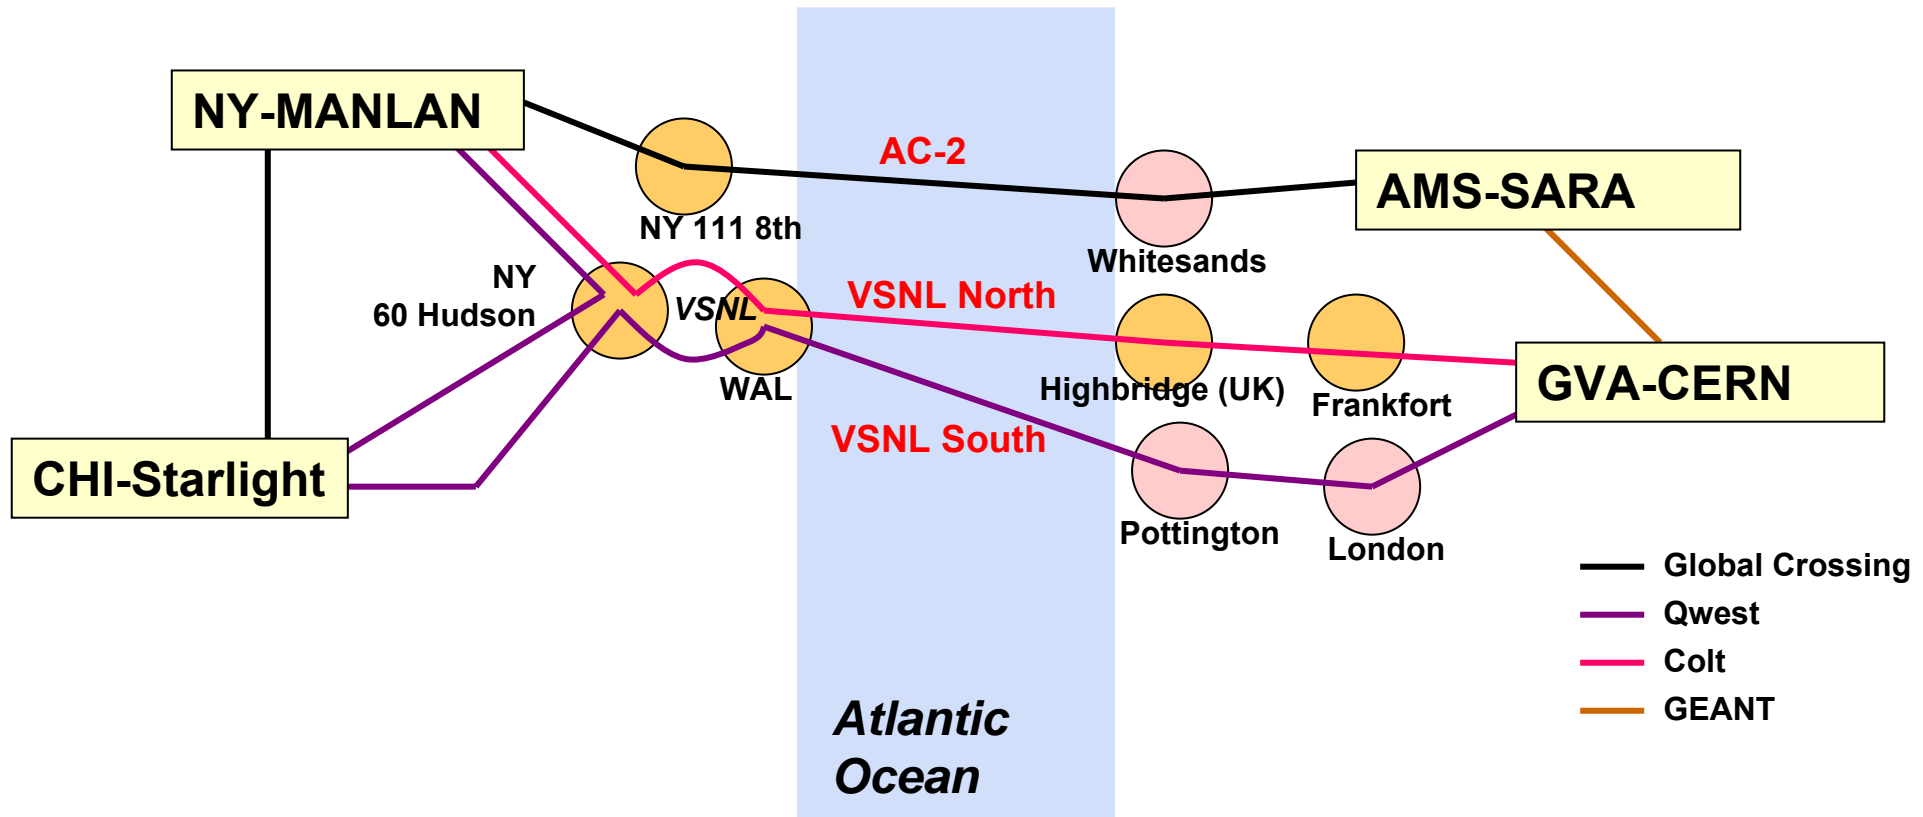 NY-MANLAN
AC-2
AMS-SARA
NY 111 8th
Whitesands
NY
60 Hudson
VSNL
VSNL North
WAL
Highbridge (UK)
Frankfort
GVA-CERN
VSNL South
CHI-Starlight
Pottington
London
Global Crossing
Qwest
Colt
GEANT
Atlantic
Ocean